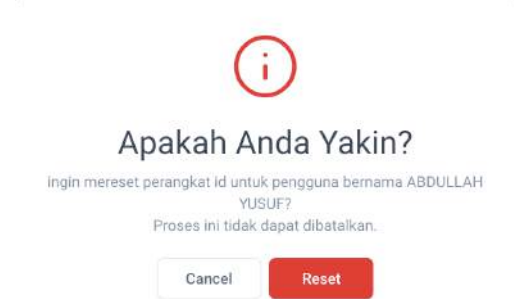 Apakah Anda Yakin?
ingin mereset perangkat id untuk pengguna bernama ABDULLAH
YUSUF?
Proses ini tidak dapat dibatalkan.
Cancel Reset